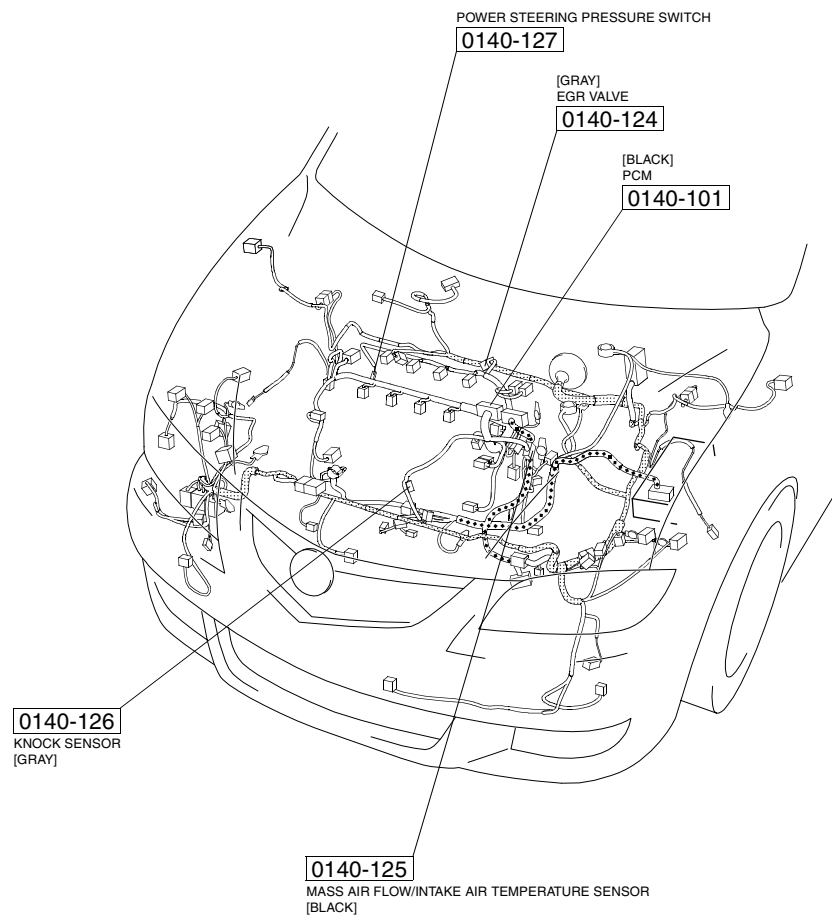 POWER STEERING PRESSURE SWITCH
0140-127
[GRAY]
EGR VALVE
0140-124
[BLACK]
PCM
0140-101
0140-126
KNOCK SENSOR
[GRAY]
0140-125
MASS AIR FLOW/INTAKE AIR TEMPERATURE SENSOR
[BLACK]